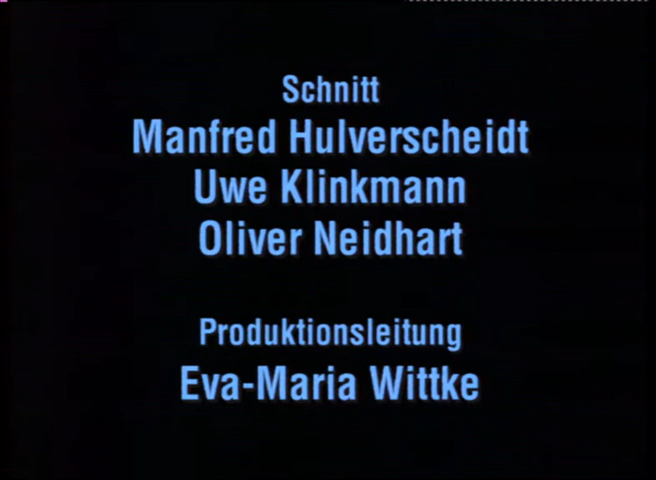 Schnitt
Manfred Hulverscheidt
Uwe Klinkmann
Oliver Neidhart
Produktionsleitung
Eva-Maria Wittke